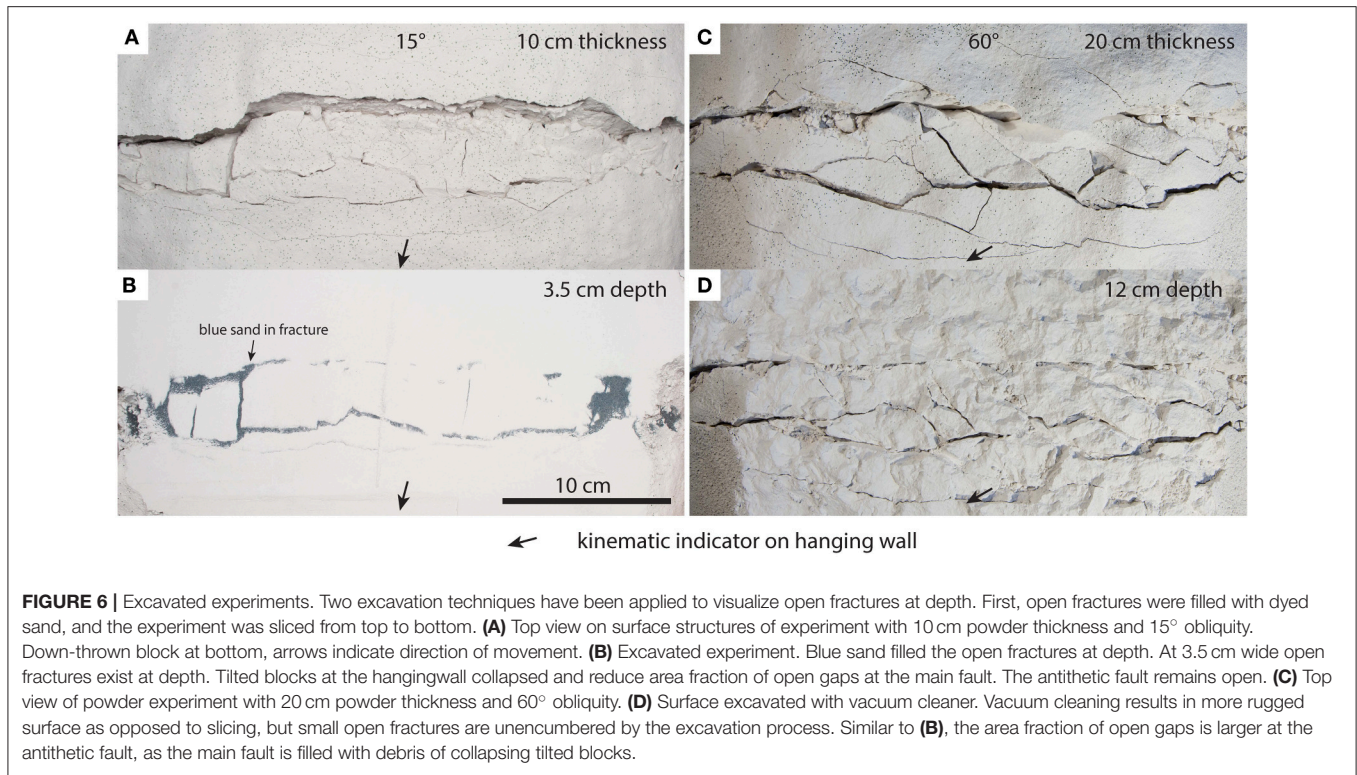 A 15° 10 cm thickness
C 60° 20 cm thickness
B 3.5 cm depth
blue sand in fracture
10 cm
D 12 cm depth
kinematic indicator on hanging wall
FIGURE 6 | Excavated experiments. Two excavation techniques have been applied to visualize open fractures at depth. First, open fractures were filled with dyed
sand, and the experiment was sliced from top to bottom. (A) Top view on surface structures of experiment with 10 cm powder thickness and 15° obliquity.
Down-thrown block at bottom, arrows indicate direction of movement. (B) Excavated experiment. Blue sand filled the open fractures at depth. At 3.5 cm wide open
fractures exist at depth. Tilted blocks at the hangingwall collapsed and reduce area fraction of open gaps at the main fault. The antithetic fault remains open. (C) Top
view of powder experiment with 20 cm powder thickness and 60° obliquity. (D) Surface excavated with vacuum cleaner. Vacuum cleaning results in more rugged
surface as opposed to slicing, but small open fractures are unencumbered by the excavation process. Similar to (B), the area fraction of open gaps is larger at the
antithetic fault, as the main fault is filled with debris of collapsing tilted blocks.